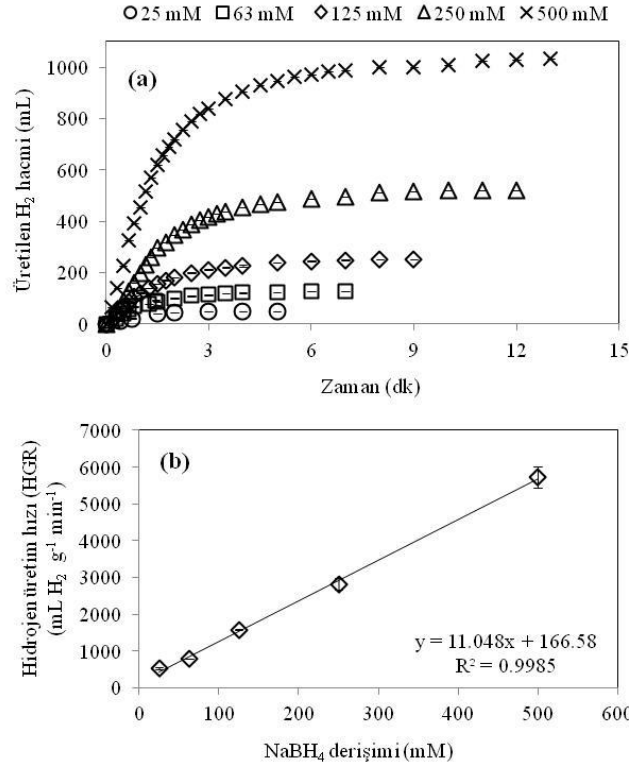 25 mM 63 mM 125 mM 250 mM 500 mM
(a)
Üretilen H₂ hacmi (mL)
1000
800
600
400
200
0
0 3 6 9 12 15
Zaman (dk)
(b)
Hidrojen üretim hızı (HGR)
(mL H₂ g⁻¹ min⁻¹)
7000
6000
5000
4000
3000
2000
1000
0
y = 11.048x + 166.58
R² = 0.9985
0 100 200 300 400 500 600
NaBH₄ derişimi (mM)